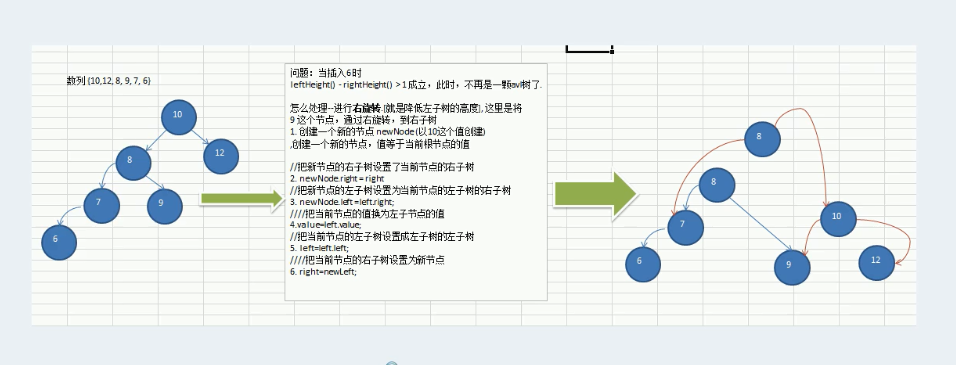 数列 {10,12, 8, 9, 7, 6}
10
8
12
7
9
6
问题：当插入6时
leftHeight() - rightHeight() > 1 成立，此时，不再是一颗avl树了.
怎么处理--进行右旋转.[就是降低左子树的高度], 这里是将
9 这个节点，通过右旋转，到右子树
1. 创建一个新的节点 newNode (以10这个值创建)
,创建一个新的节点，值等于当前根节点的值
//把新节点的右子树设置了当前节点的右子树
2. newNode.right = right
//把新节点的左子树设置为当前节点的左子树的右子树
3. newNode.left =left.right;
////把当前节点的值换为左子节点的值
4.value=left.value;
//把当前节点的左子树设置成左子树的左子树
5. left=left.left;
////把当前节点的右子树设置为新节点
6. right=newLeft;
8
8
7
10
6
9
12